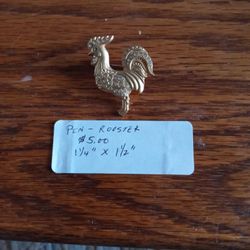 PIN - ROOSTER
$5.00
1 1/4" X 1 1/2"